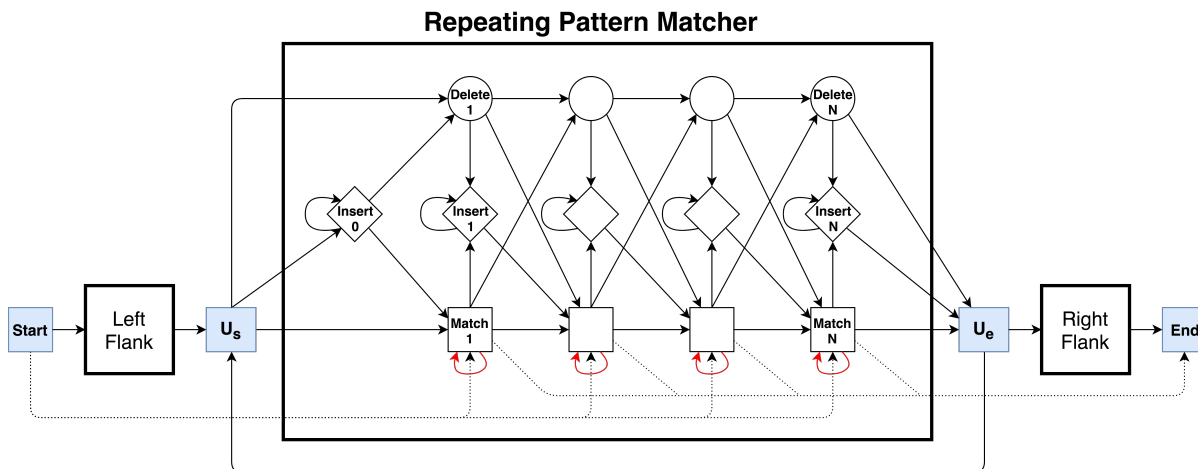 Repeating Pattern Matcher
Delete
1
Delete
N
Insert
0
Insert
1
Insert
N
Start
Left
Flank
Us
Match
1
Match
N
Ue
Right
Flank
End